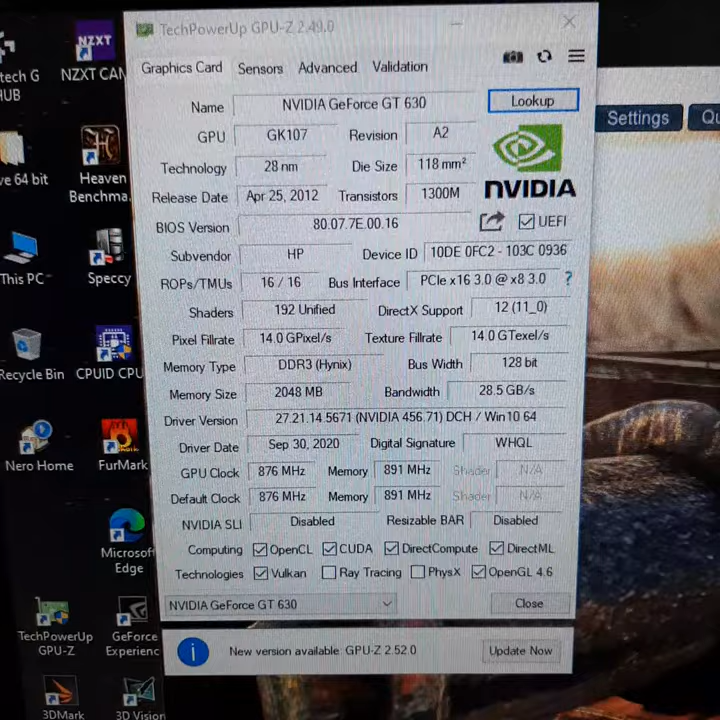 TechPowerUp GPU-Z 2.49.0
Graphics Card Sensors Advanced Validation
Name NVIDIA GeForce GT 630 Lookup
GPU GK107 Revision A2
Technology 28 nm Die Size 118 mm²
Release Date Apr 25, 2012 Transistors 1300M
NVIDIA
BIOS Version 80.07.7E.00.16 UEFI
Subvendor HP Device ID 10DE 0FC2 - 103C 0936
ROPs/TMUs 16 / 16 Bus Interface PCIe x16 3.0 @ x8 3.0 ?
Shaders 192 Unified DirectX Support 12 (11_0)
Pixel Fillrate 14.0 GPixel/s Texture Fillrate 14.0 GTexel/s
Memory Type DDR3 (Hynix) Bus Width 128 bit
Memory Size 2048 MB Bandwidth 28.5 GB/s
Driver Version 27.21.14.5671 (NVIDIA 456.71) DCH / Win10 64
Driver Date Sep 30, 2020 Digital Signature WHQL
GPU Clock 876 MHz Memory 891 MHz Shader N/A
Default Clock 876 MHz Memory 891 MHz Shader N/A
NVIDIA SLI Disabled Resizable BAR Disabled
Computing OpenCL CUDA DirectCompute DirectML
Technologies Vulkan Ray Tracing PhysX OpenGL 4.6
NVIDIA GeForce GT 630 Close
New version available: GPU-Z 2.52.0 Update Now
Settings
tech G
HUB
NZXT
NZXT CAN
ve 64 bit
Heaven
Benchma.
This PC
Speccy
Recycle Bin
CPUID CPU
Nero Home
FurMark
Microsoft
Edge
TechPowerUp
GPU-Z
GeForce
Experienc
3DMark
3D Vision